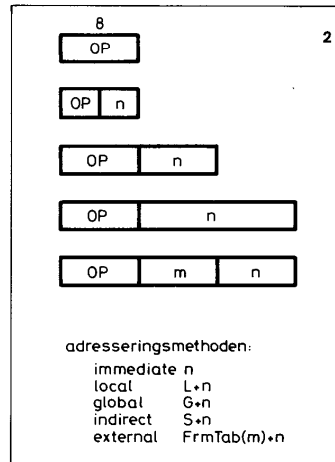 8
2
OP
OP n
OP n
OP n
OP m n
adresseringsmethoden:
immediate n
local L+n
global G+n
indirect S+n
external FrmTab(m)+n